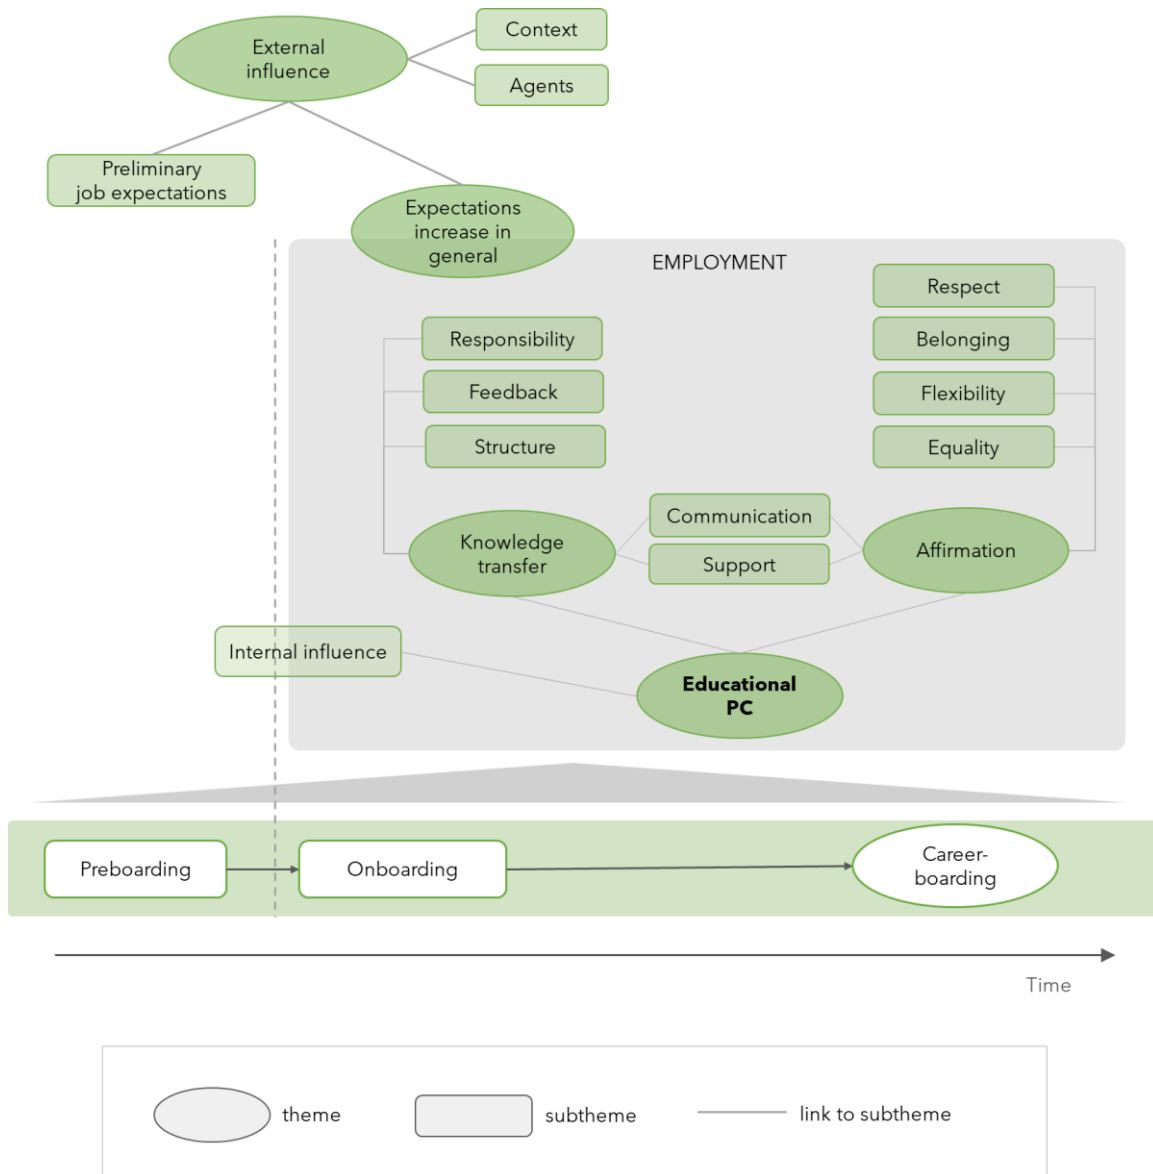 External
influence
Context
Agents
Preliminary
job expectations
Expectations
increase in
general
EMPLOYMENT
Respect
Responsibility
Belonging
Feedback
Flexibility
Structure
Equality
Communication
Knowledge
transfer
Affirmation
Support
Internal influence
Educational
PC
Preboarding
Onboarding
Career-
boarding
Time
theme
subtheme
link to subtheme